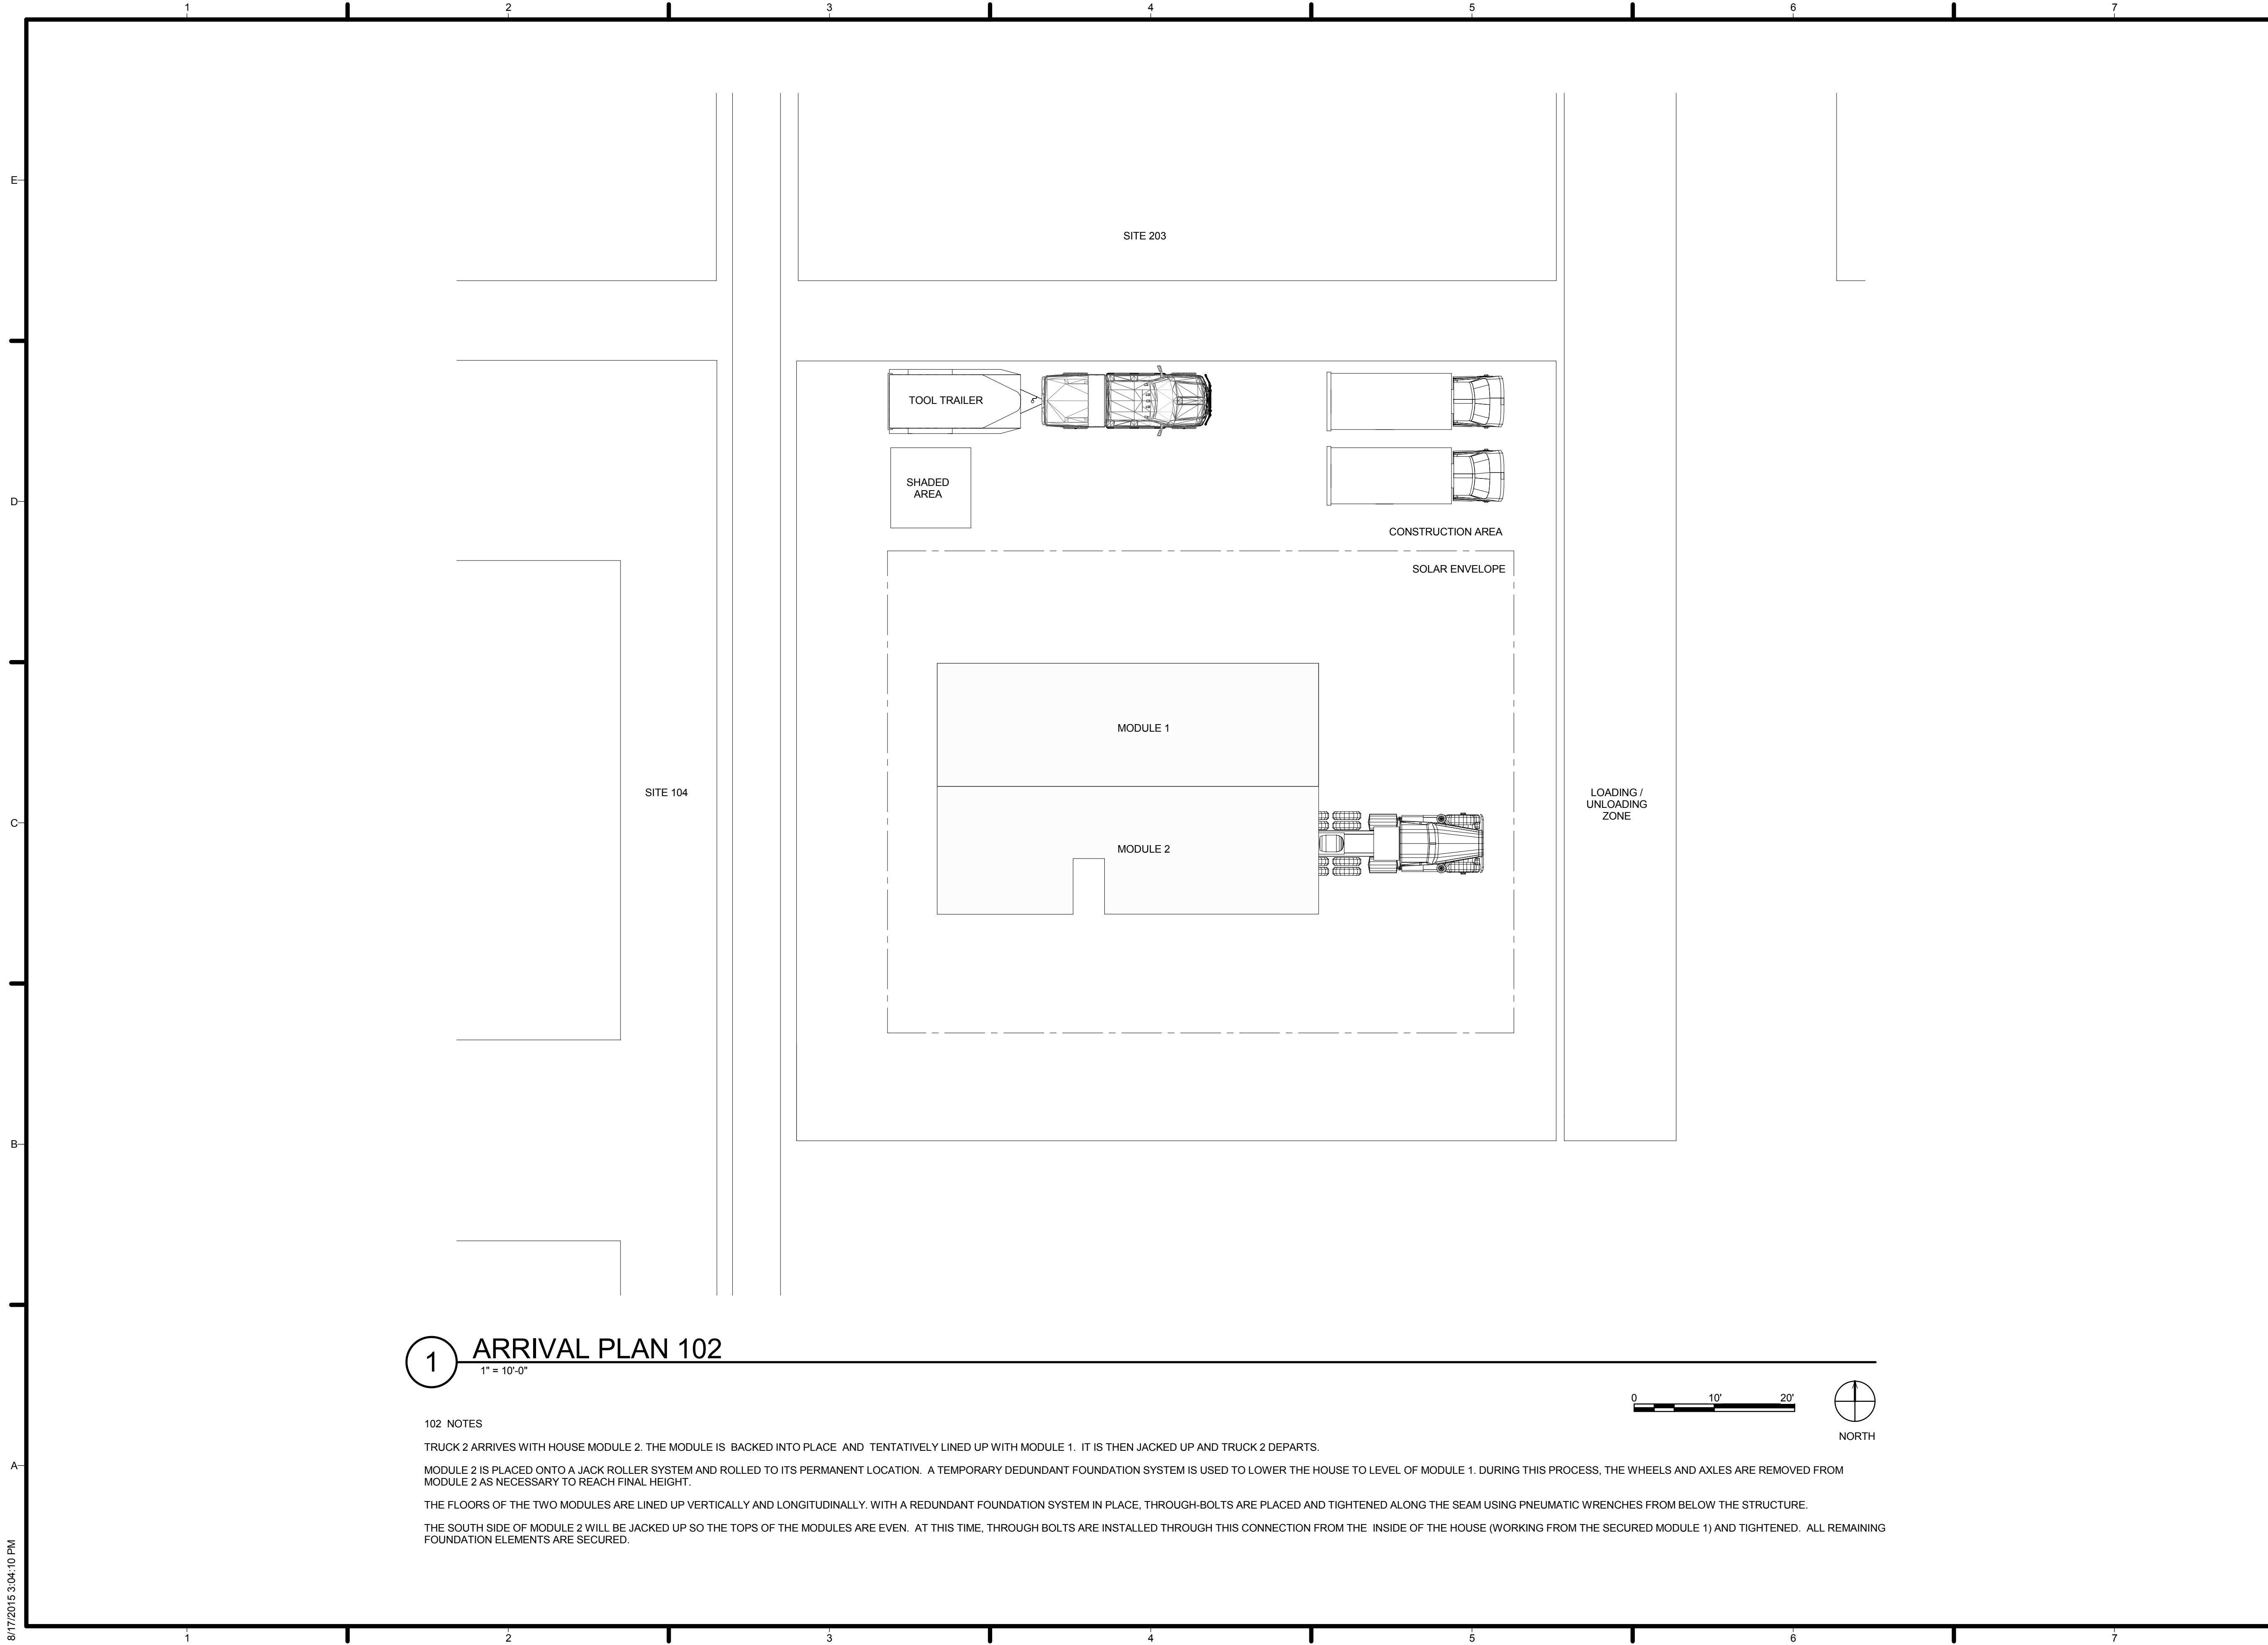 1 2 3 4 5 6 7
E
SITE 203
TOOL TRAILER
SHADED
AREA
D
CONSTRUCTION AREA
SOLAR ENVELOPE
MODULE 1
SITE 104
LOADING /
UNLOADING
ZONE
C
MODULE 2
B
1 ARRIVAL PLAN 102
1" = 10'-0"
0 10' 20'
NORTH
102 NOTES
TRUCK 2 ARRIVES WITH HOUSE MODULE 2. THE MODULE IS BACKED INTO PLACE AND TENTATIVELY LINED UP WITH MODULE 1. IT IS THEN JACKED UP AND TRUCK 2 DEPARTS.
A
MODULE 2 IS PLACED ONTO A JACK ROLLER SYSTEM AND ROLLED TO ITS PERMANENT LOCATION. A TEMPORARY DEDUNDANT FOUNDATION SYSTEM IS USED TO LOWER THE HOUSE TO LEVEL OF MODULE 1. DURING THIS PROCESS, THE WHEELS AND AXLES ARE REMOVED FROM
MODULE 2 AS NECESSARY TO REACH FINAL HEIGHT.
THE FLOORS OF THE TWO MODULES ARE LINED UP VERTICALLY AND LONGITUDINALLY. WITH A REDUNDANT FOUNDATION SYSTEM IN PLACE, THROUGH-BOLTS ARE PLACED AND TIGHTENED ALONG THE SEAM USING PNEUMATIC WRENCHES FROM BELOW THE STRUCTURE.
THE SOUTH SIDE OF MODULE 2 WILL BE JACKED UP SO THE TOPS OF THE MODULES ARE EVEN. AT THIS TIME, THROUGH BOLTS ARE INSTALLED THROUGH THIS CONNECTION FROM THE INSIDE OF THE HOUSE (WORKING FROM THE SECURED MODULE 1) AND TIGHTENED. ALL REMAINING
FOUNDATION ELEMENTS ARE SECURED.
8/17/2015 3:04:10 PM
1 2 3 4 5 6 7